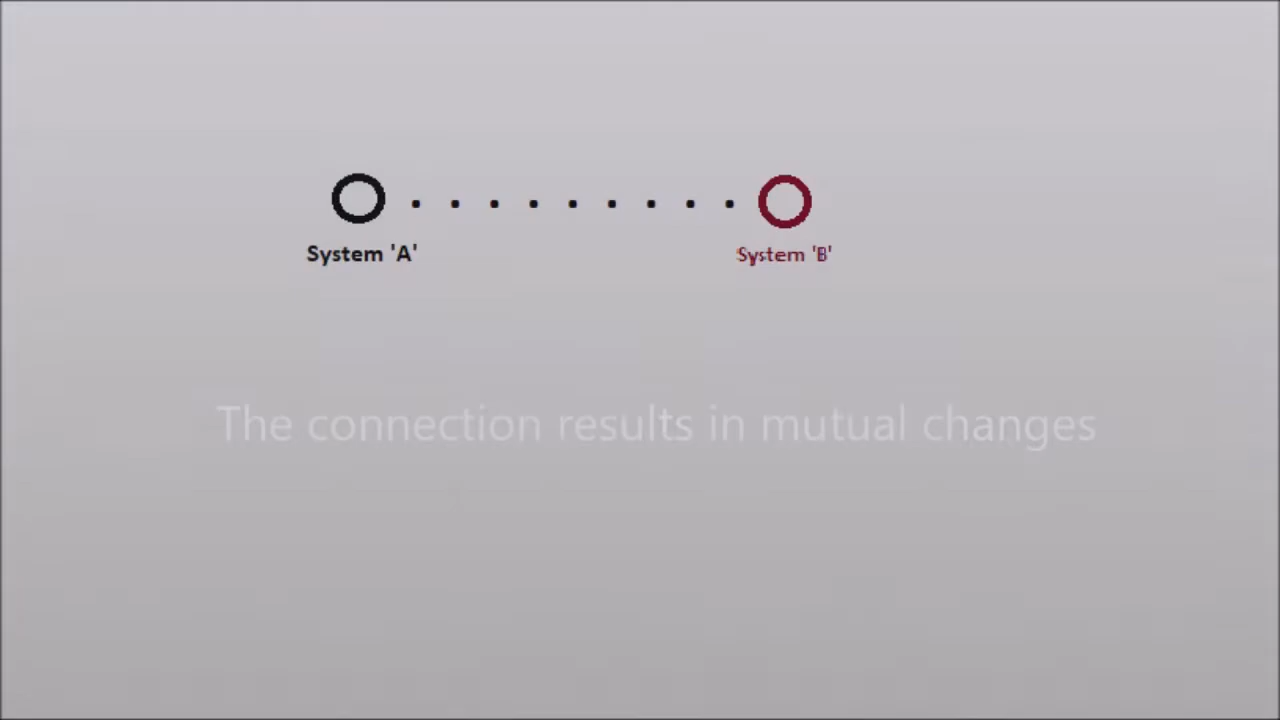 System 'A' System 'B'
The connection results in mutual changes